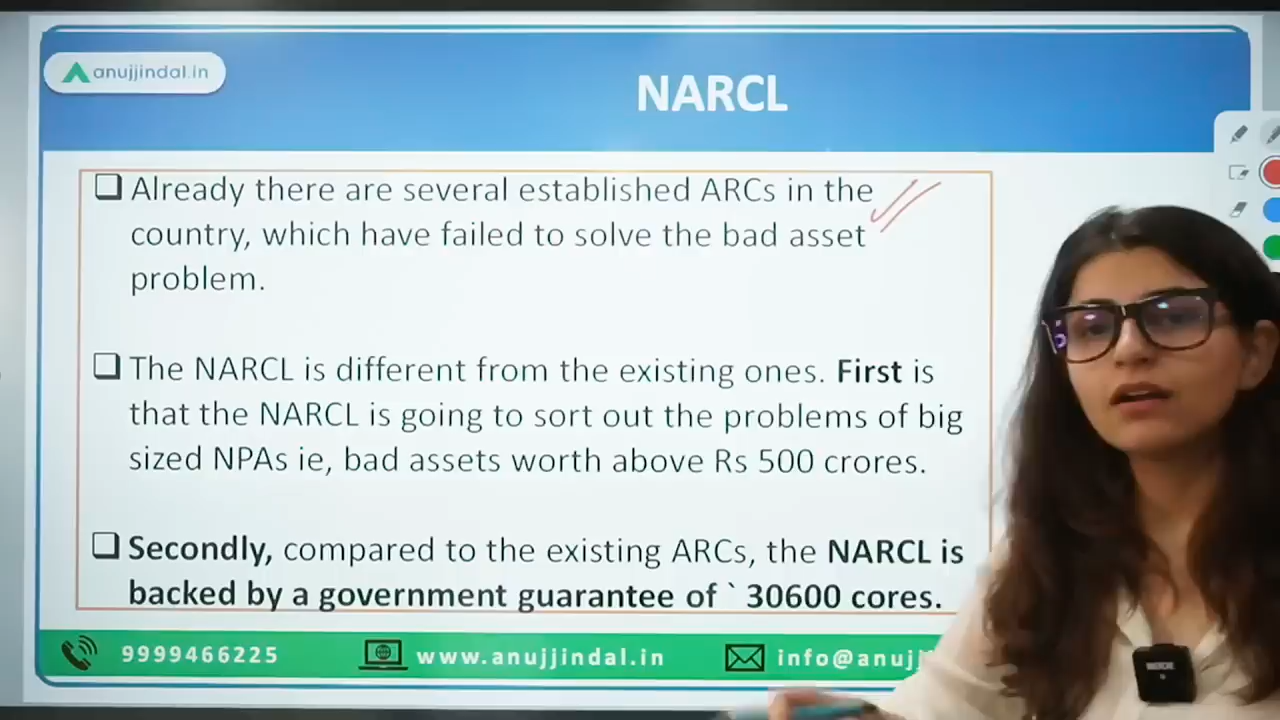 anujjindal.in
NARCL
Already there are several established ARCs in the
country, which have failed to solve the bad asset
problem.
The NARCL is different from the existing ones. First is
that the NARCL is going to sort out the problems of big
sized NPAs ie, bad assets worth above Rs 500 crores.
Secondly, compared to the existing ARCs, the NARCL is
backed by a government guarantee of ` 30600 cores.
9999466225
www.anujjindal.in
info@anujj